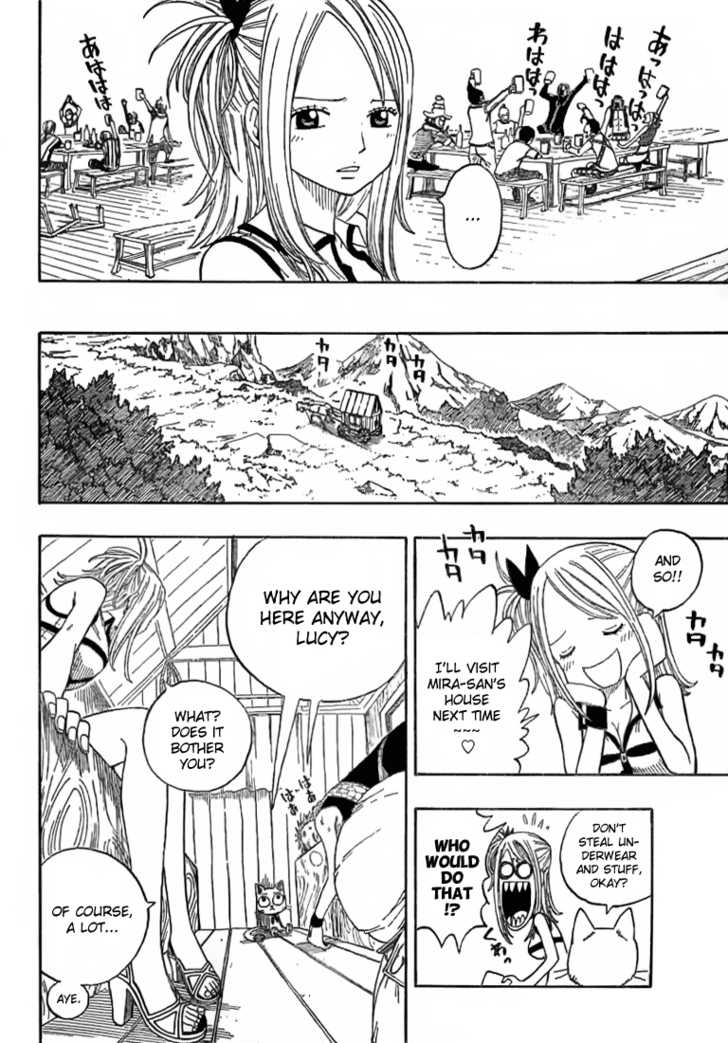 あっはっはっ
はははっ
わははは
あはははは
...
カタ
カタ
カタ
AND
SO!!
カタ
カタ
I'LL VISIT
MIRA-SAN'S
HOUSE
NEXT TIME
~~~
♡
WHY ARE YOU
HERE ANYWAY,
LUCY?
WHAT?
DOES IT
BOTHER
YOU?
はぁ
はぁ
OF COURSE,
A LOT...
AYE.
DON'T
STEAL UN-
DERWEAR
AND STUFF,
OKAY?
WHO
WOULD
DO
THAT
!?